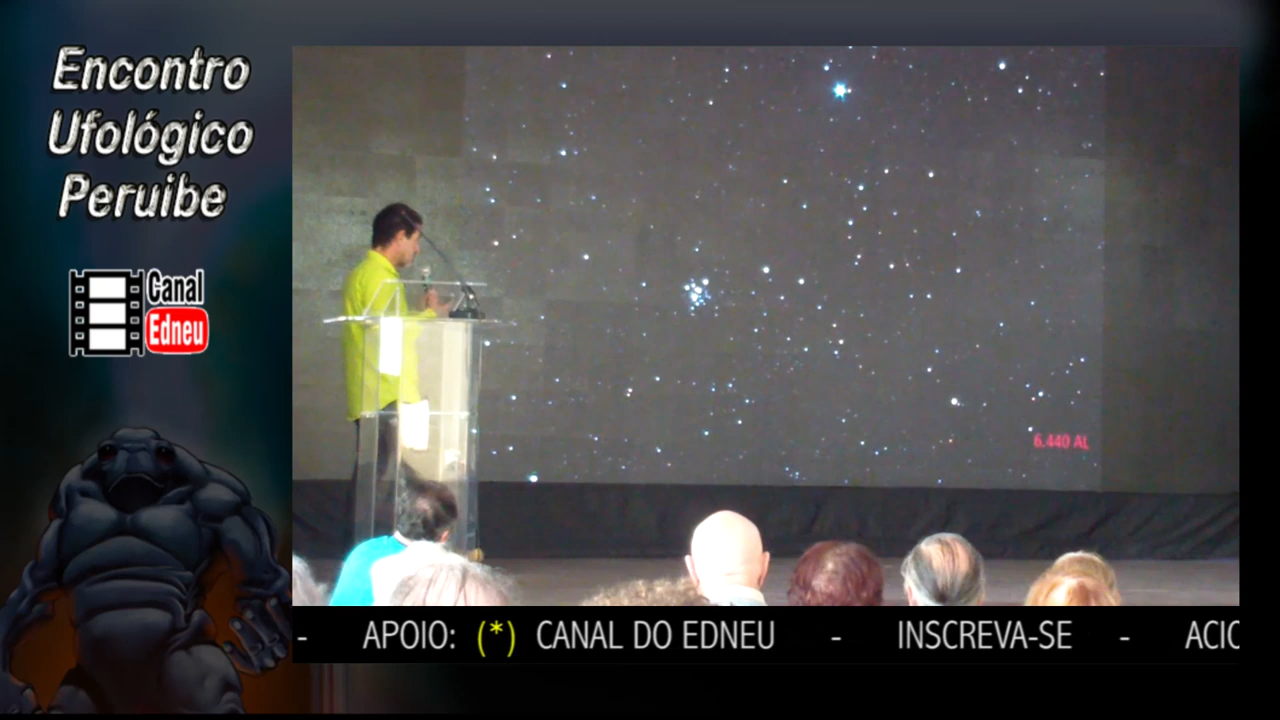 Encontro
Ufológico
Peruibe
Canal
Edneu
6.440 AL
- APOIO: (*) CANAL DO EDNEU - INSCREVA-SE - ACIC